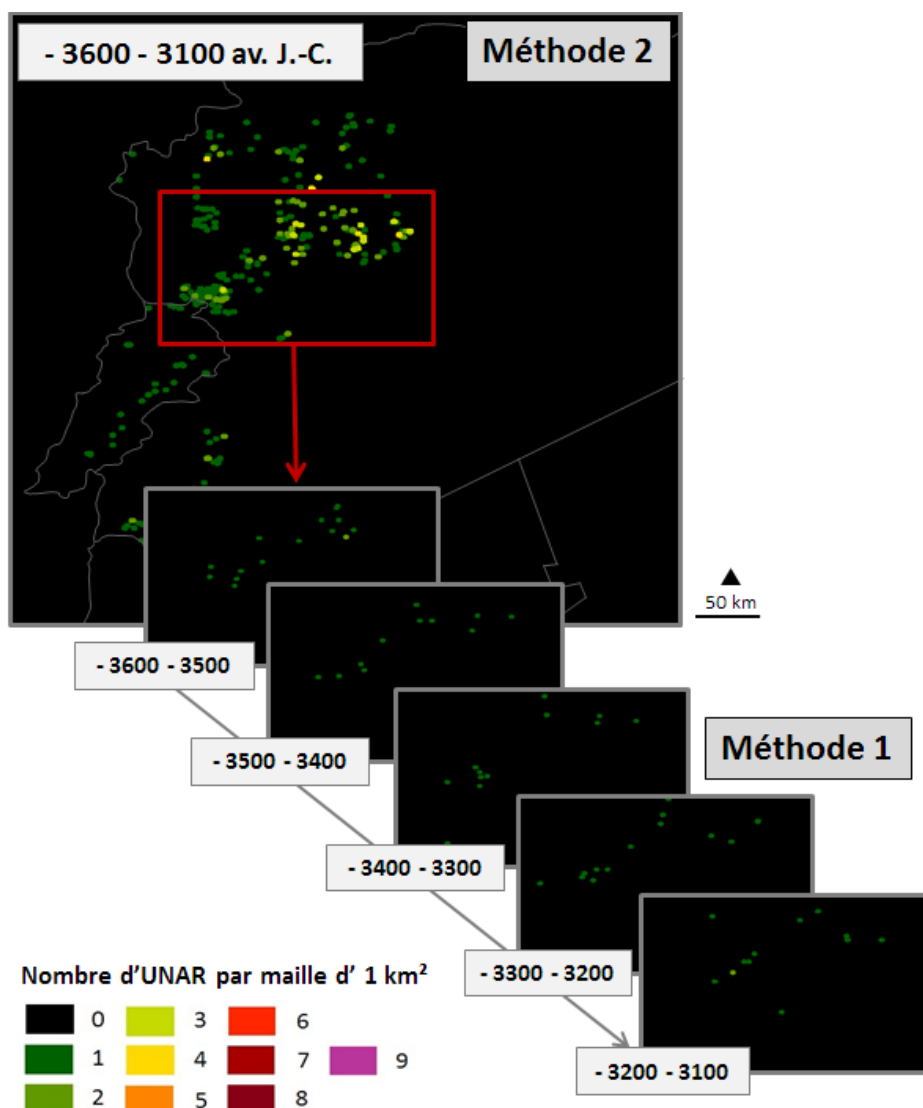 - 3600 - 3100 av. J.-C.
Méthode 2
50 km
- 3600 - 3500
- 3500 - 3400
Méthode 1
- 3400 - 3300
- 3300 - 3200
- 3200 - 3100
Nombre d'UNAR par maille d' 1 km²
0 3 6
1 4 7 9
2 5 8